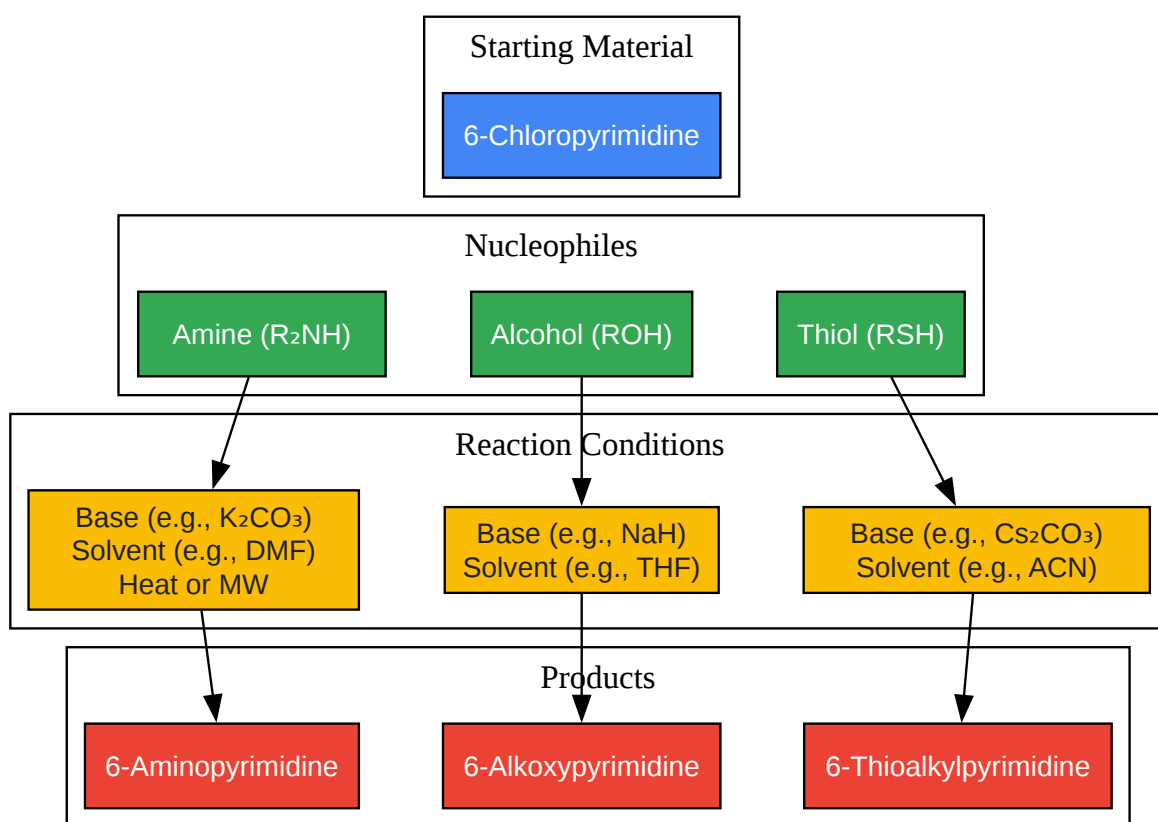 Starting Material
6-Chloropyrimidine
Nucleophiles
Amine (R₂NH)
Alcohol (ROH)
Thiol (RSH)
Reaction Conditions
Base (e.g., K₂CO₃)
Solvent (e.g., DMF)
Heat or MW
Base (e.g., NaH)
Solvent (e.g., THF)
Base (e.g., Cs₂CO₃)
Solvent (e.g., ACN)
Products
6-Aminopyrimidine
6-Alkoxypyrimidine
6-Thioalkylpyrimidine